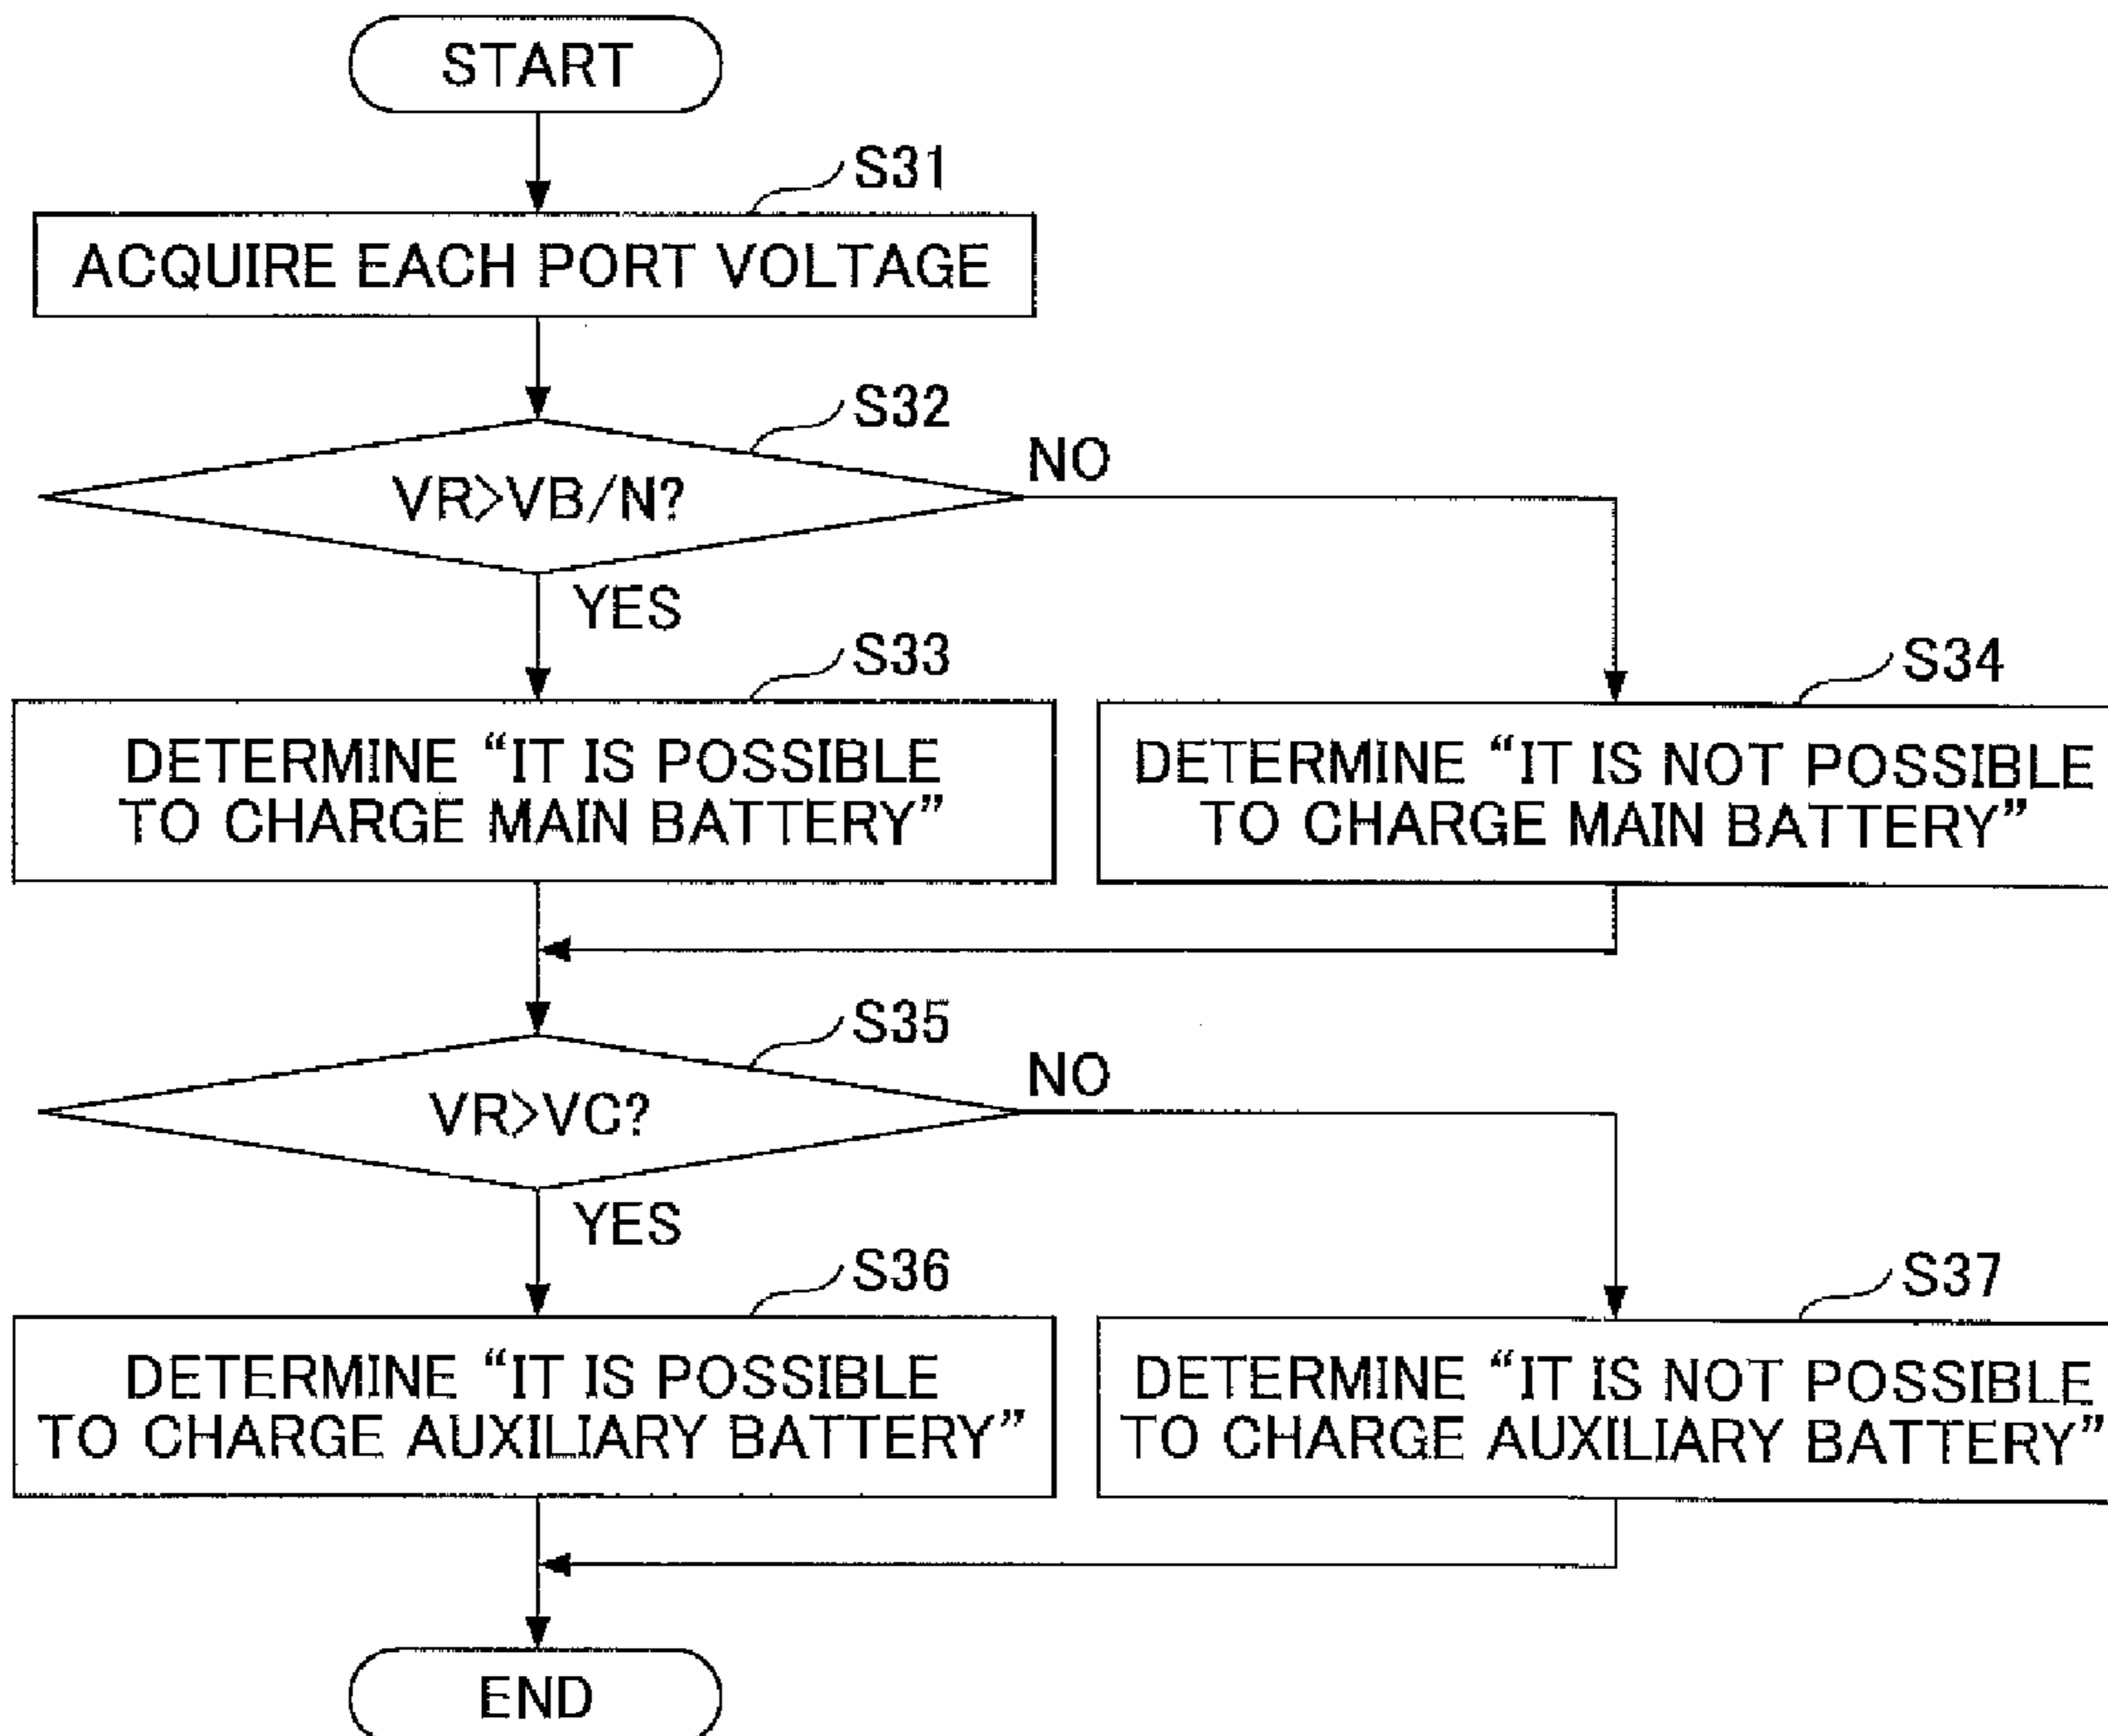 START
S31
ACQUIRE EACH PORT VOLTAGE
S32
VR>VB/N?
NO
YES
S33
DETERMINE “IT IS POSSIBLE
TO CHARGE MAIN BATTERY”
S34
DETERMINE “IT IS NOT POSSIBLE
TO CHARGE MAIN BATTERY”
S35
VR>VC?
NO
YES
S36
DETERMINE “IT IS POSSIBLE
TO CHARGE AUXILIARY BATTERY”
S37
DETERMINE “IT IS NOT POSSIBLE
TO CHARGE AUXILIARY BATTERY”
END